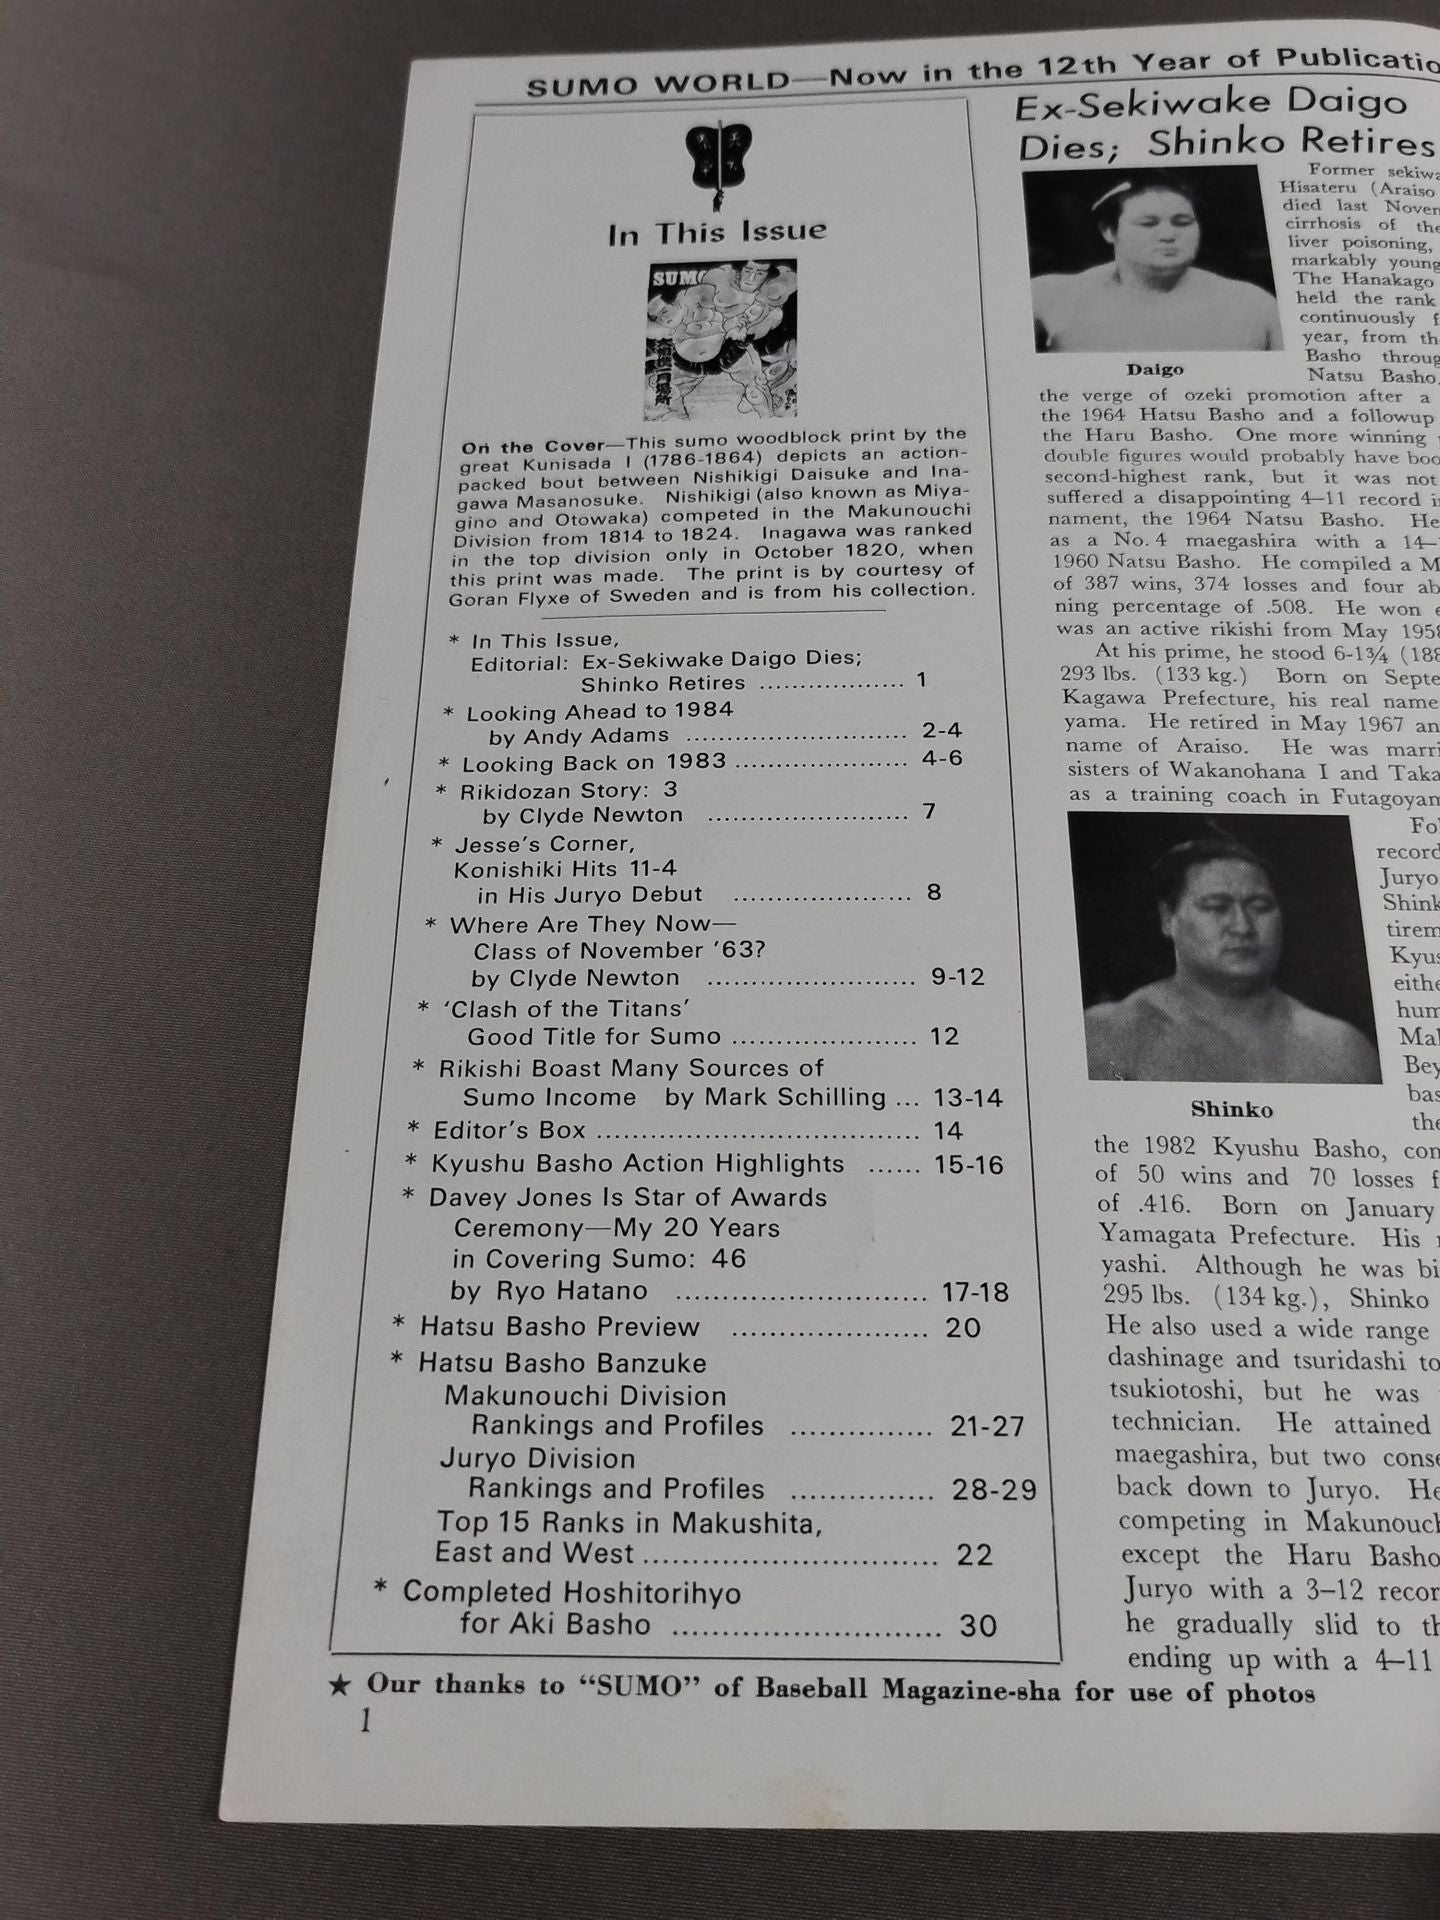 SUMO WORLD—Now in the 12th Year of Publicatio
In This Issue
SUMO
On the Cover—This sumo woodblock print by the
great Kunisada I (1786-1864) depicts an action-
packed bout between Nishikigi Daisuke and Ina-
gawa Masanosuke. Nishikigi (also known as Miya-
gino and Otowaka) competed in the Makunouchi
Division from 1814 to 1824. Inagawa was ranked
in the top division only in October 1820, when
this print was made. The print is by courtesy of
Goran Flyxe of Sweden and is from his collection.
* In This Issue,
Editorial: Ex-Sekiwake Daigo Dies;
Shinko Retires .................. 1
* Looking Ahead to 1984
by Andy Adams ........................... 2-4
* Looking Back on 1983 ..................... 4-6
* Rikidozan Story: 3
by Clyde Newton ........................ 7
* Jesse's Corner,
Konishiki Hits 11-4
in His Juryo Debut ..................... 8
* Where Are They Now—
Class of November '63?
by Clyde Newton ......................... 9-12
* 'Clash of the Titans'
Good Title for Sumo ...................... 12
* Rikishi Boast Many Sources of
Sumo Income by Mark Schilling ... 13-14
* Editor's Box ..................................... 14
* Kyushu Basho Action Highlights ...... 15-16
* Davey Jones Is Star of Awards
Ceremony—My 20 Years
in Covering Sumo: 46
by Ryo Hatano ............................ 17-18
* Hatsu Basho Preview ...................... 20
* Hatsu Basho Banzuke
Makunouchi Division
Rankings and Profiles ............... 21-27
Juryo Division
Rankings and Profiles ............... 28-29
Top 15 Ranks in Makushita,
East and West ............................... 22
* Completed Hoshitorihyo
for Aki Basho ............................ 30
★ Our thanks to “SUMO” of Baseball Magazine-sha for use of photos
1
Ex-Sekiwake Daigo
Dies; Shinko Retires
Former sekiwa
Hisateru (Araiso
died last Novem
cirrhosis of the
liver poisoning,
markably young
The Hanakago
held the rank
continuously f
year, from th
Basho throug
Natsu Basho,
Daigo
the verge of ozeki promotion after a
the 1964 Hatsu Basho and a followup
the Haru Basho. One more winning
double figures would probably have boo
second-highest rank, but it was not
suffered a disappointing 4–11 record i
nament, the 1964 Natsu Basho. He
as a No. 4 maegashira with a 14–
1960 Natsu Basho. He compiled a M
of 387 wins, 374 losses and four ab
ning percentage of .508. He won e
was an active rikishi from May 1958
At his prime, he stood 6-1¾ (188
293 lbs. (133 kg.) Born on Septe
Kagawa Prefecture, his real name
yama. He retired in May 1967 an
name of Araiso. He was marri
sisters of Wakanohana I and Taka
as a training coach in Futagoyam
Fo
record
Juryo
Shink
tirem
Kyus
eithe
hum
Mak
Bey
bas
the
Shinko
the 1982 Kyushu Basho, com
of 50 wins and 70 losses f
of .416. Born on January
Yamagata Prefecture. His
yashi. Although he was bi
295 lbs. (134 kg.), Shinko
He also used a wide range
dashinage and tsuridashi to
tsukiotoshi, but he was
technician. He attained
maegashira, but two conse
back down to Juryo. He
competing in Makunouch
except the Haru Basho
Juryo with a 3–12 recor
he gradually slid to th
ending up with a 4–11